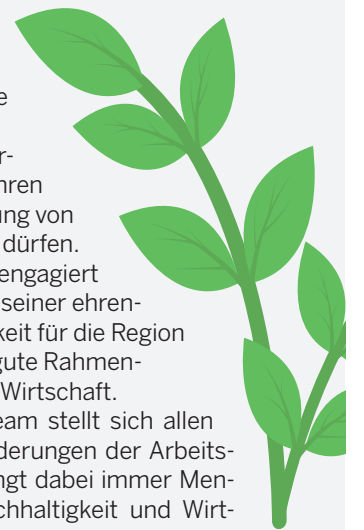 e
r-
hren
ung von
dürfen.
engagiert
seiner ehren-
keit für die Region
gute Rahmen-
Wirtschaft.
eam stellt sich allen
derungen der Arbeits-
ngt dabei immer Men-
chhaltigkeit und Wirt-